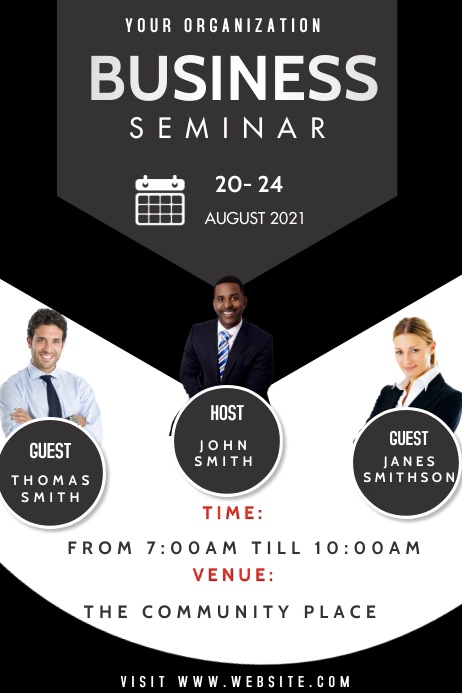 YOUR ORGANIZATION
BUSINESS
SEMINAR
20- 24
AUGUST 2021
HOST
JOHN
SMITH
GUEST
THOMAS
SMITH
GUEST
JANES
SMITHSON
TIME:
FROM 7:00AM TILL 10:00AM
VENUE:
THE COMMUNITY PLACE
VISIT WWW.WEBSITE.COM